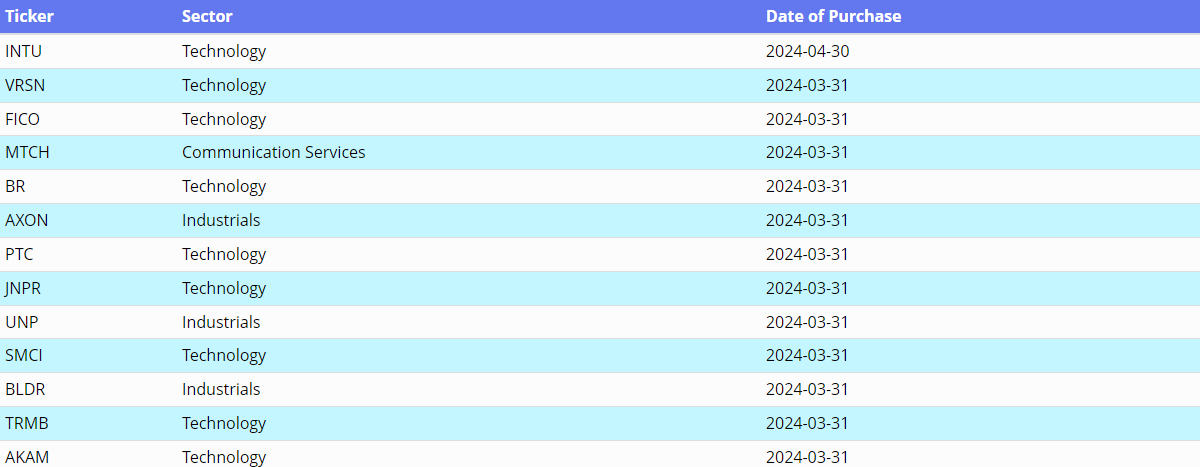 Ticker Sector Date of Purchase
INTU Technology 2024-04-30
VRSN Technology 2024-03-31
FICO Technology 2024-03-31
MTCH Communication Services 2024-03-31
BR Technology 2024-03-31
AXON Industrials 2024-03-31
PTC Technology 2024-03-31
JNPR Technology 2024-03-31
UNP Industrials 2024-03-31
SMCI Technology 2024-03-31
BLDR Industrials 2024-03-31
TRMB Technology 2024-03-31
AKAM Technology 2024-03-31